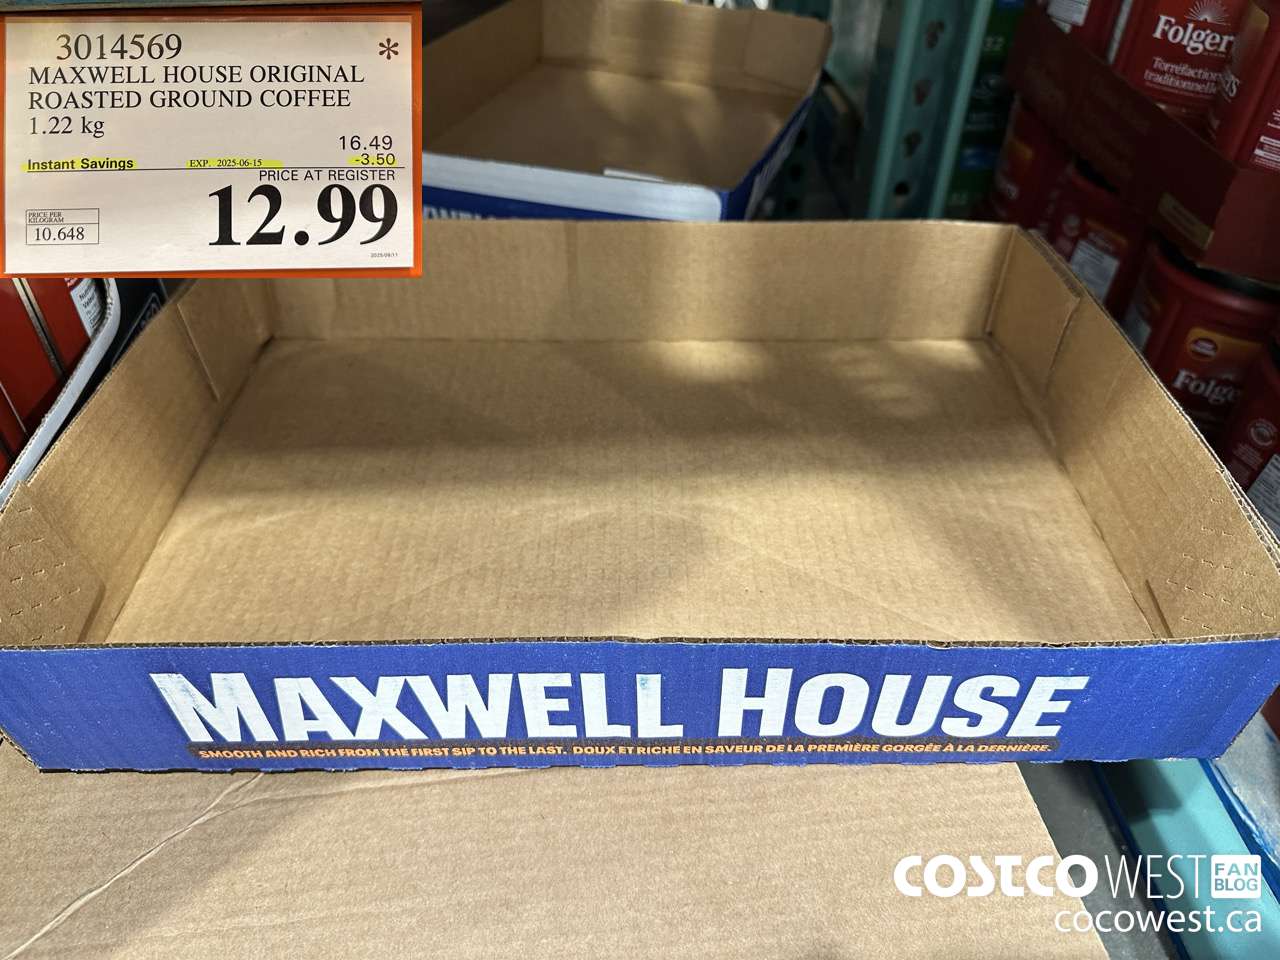 3014569 *
MAXWELL HOUSE ORIGINAL
ROASTED GROUND COFFEE
1.22 kg
16.49
Instant Savings EXP. 2025-06-15 -3.50
PRICE AT REGISTER
12.99
PRICE PER
KILOGRAM
10.648
Folger
Torréfaction
traditionnelle
Folge
MAXWELL HOUSE
SMOOTH AND RICH FROM THE FIRST SIP TO THE LAST. DOUX ET RICHE EN SAVEUR DE LA PREMIÈRE GORGÉE À LA DERNIÈRE.
COSTCO WEST FAN BLOG
cocowest.ca